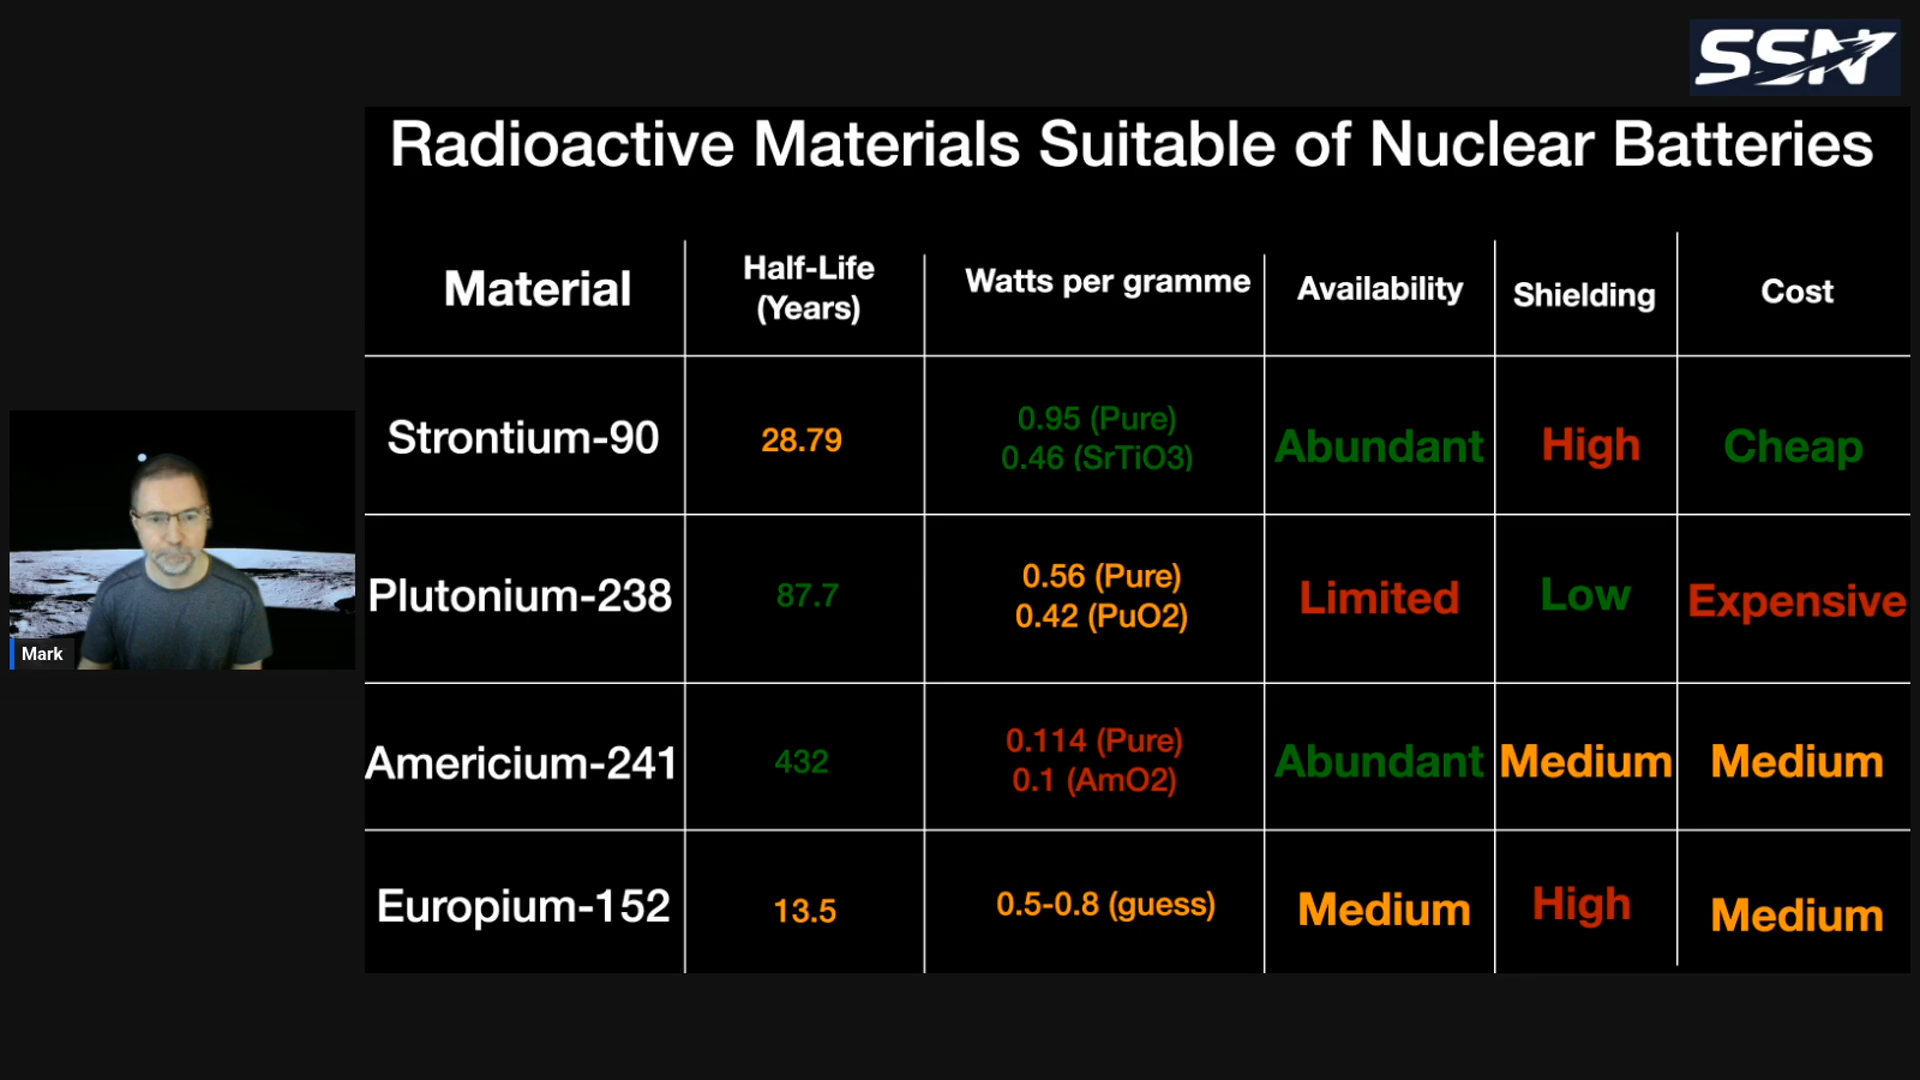 SSN
Radioactive Materials Suitable of Nuclear Batteries
Material
Half-Life
(Years)
Watts per gramme
Availability
Shielding
Cost
Strontium-90
28.79
0.95 (Pure)
0.46 (SrTiO3)
Abundant
High
Cheap
Plutonium-238
87.7
0.56 (Pure)
0.42 (PuO2)
Limited
Low
Expensive
Americium-241
432
0.114 (Pure)
0.1 (AmO2)
Abundant
Medium
Medium
Europium-152
13.5
0.5-0.8 (guess)
Medium
High
Medium
Mark